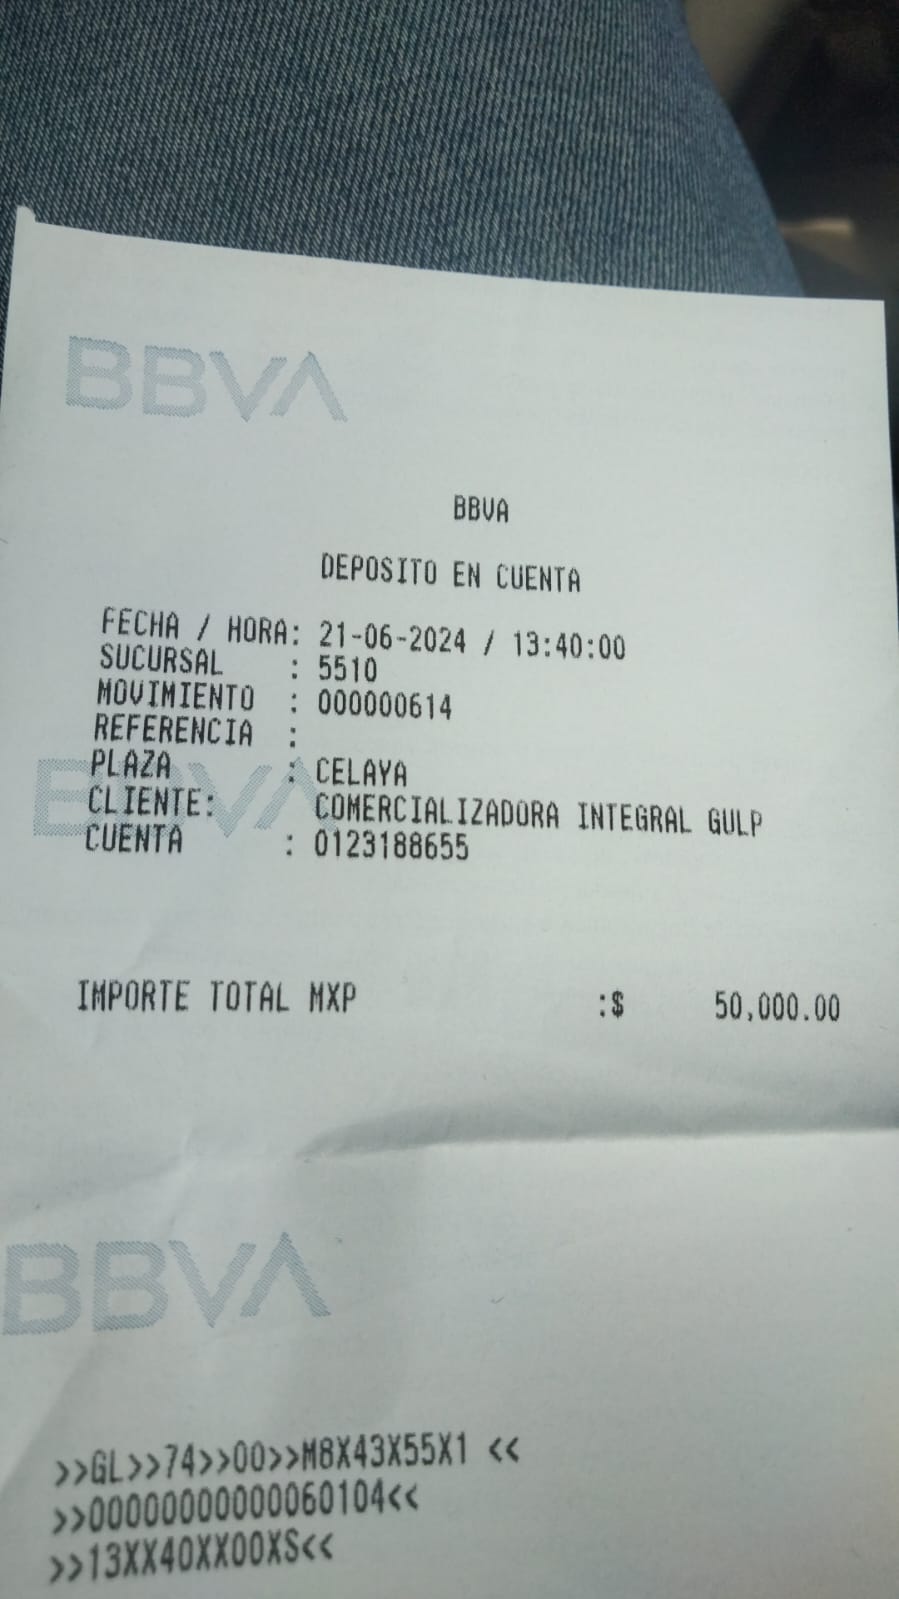 BBVA
BBVA
DEPOSITO EN CUENTA
FECHA / HORA: 21-06-2024 / 13:40:00
SUCURSAL : 5510
MOVIMIENTO : 000000614
REFERENCIA :
PLAZA : CELAYA
BBVA
CLIENTE: COMERCIALIZADORA INTEGRAL GULP
CUENTA : 0123188655
IMPORTE TOTAL MXP :$ 50,000.00
BBVA
>>GL>>74>>00>>M8X43X55X1 <<
>>00000000000060104<<
>>13XX40XX00XS<<